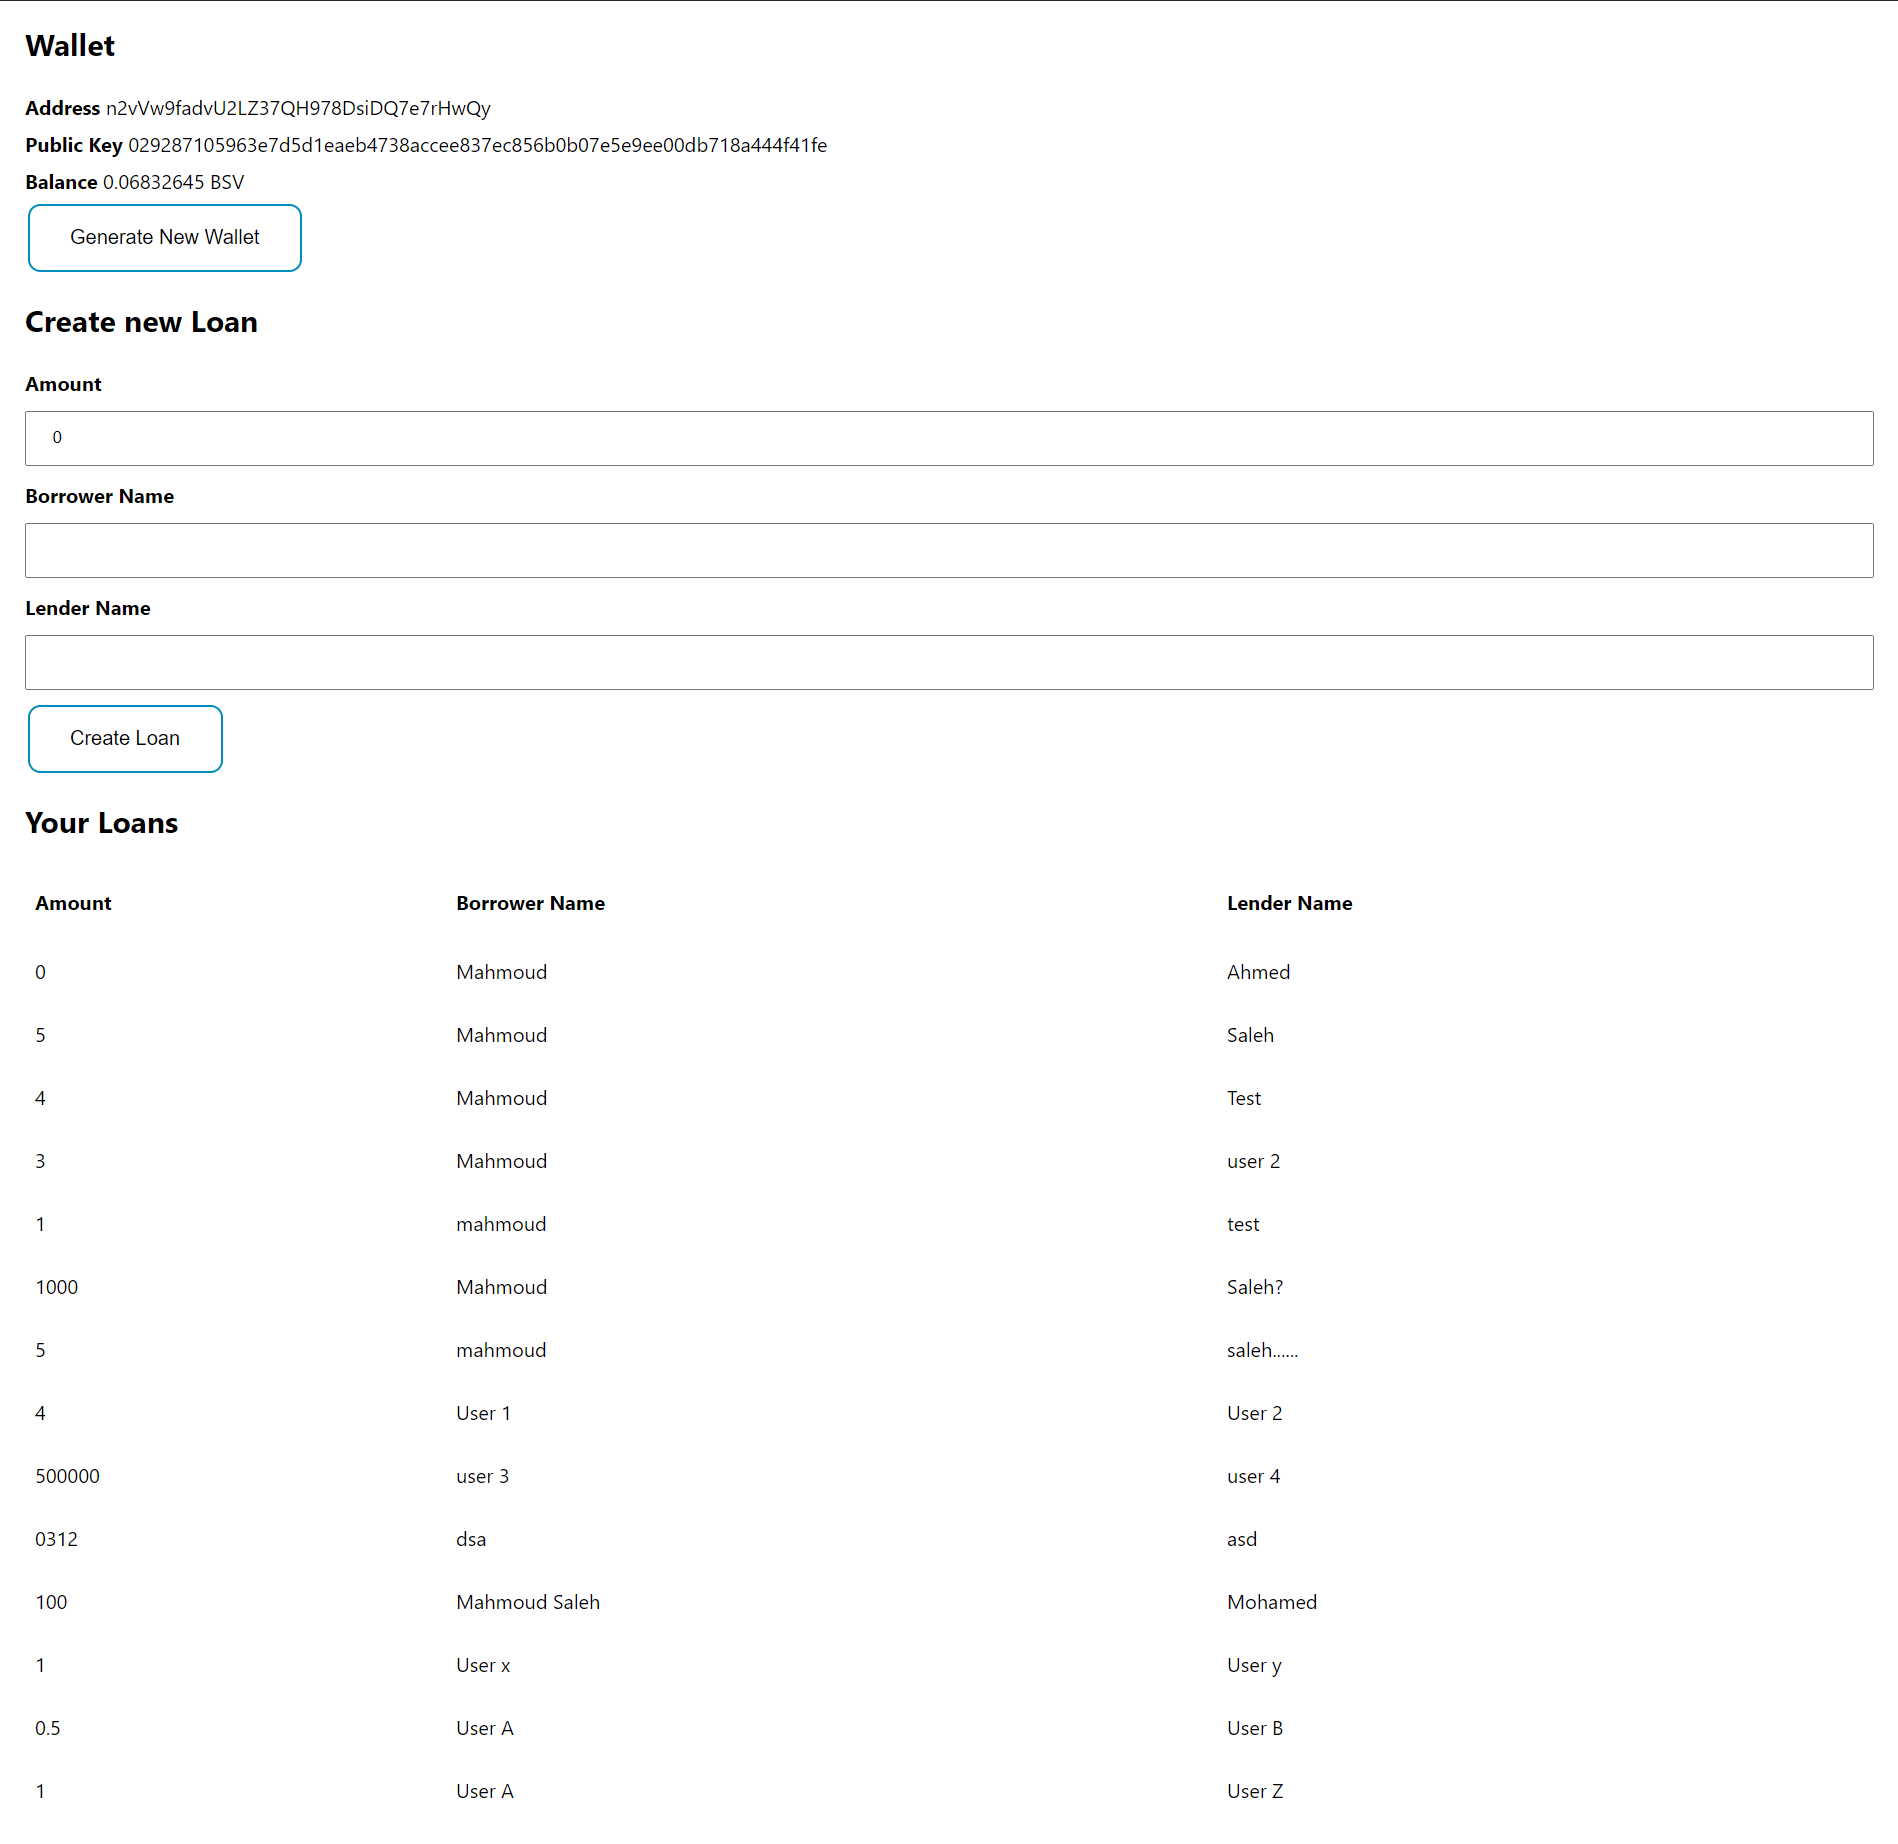 Wallet
Address n2vVw9fadvU2LZ37QH978DsiDQ7e7rHwQy
Public Key 029287105963e7d5d1eaeb4738accee837ec856b0b07e5e9ee00db718a444f41fe
Balance 0.06832645 BSV
Generate New Wallet
Create new Loan
Amount
0
Borrower Name
Lender Name
Create Loan
Your Loans
Amount Borrower Name Lender Name
0 Mahmoud Ahmed
5 Mahmoud Saleh
4 Mahmoud Test
3 Mahmoud user 2
1 mahmoud test
1000 Mahmoud Saleh?
5 mahmoud saleh......
4 User 1 User 2
500000 user 3 user 4
0312 dsa asd
100 Mahmoud Saleh Mohamed
1 User x User y
0.5 User A User B
1 User A User Z